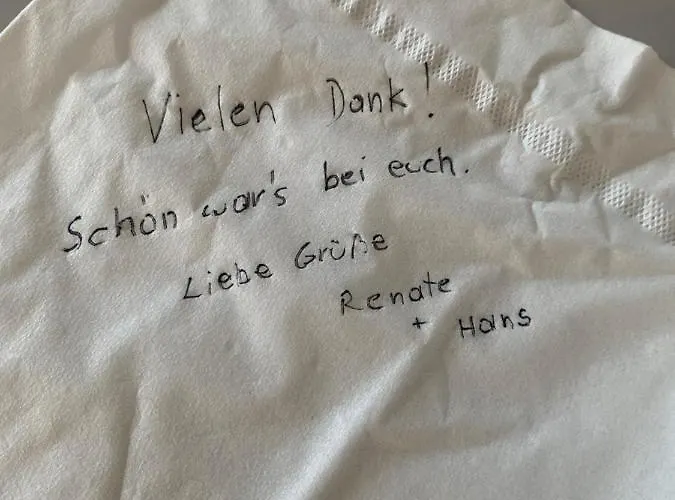 Vielen Dank!
Schön war's bei euch.
Liebe Grüße
Renate
+ Hans